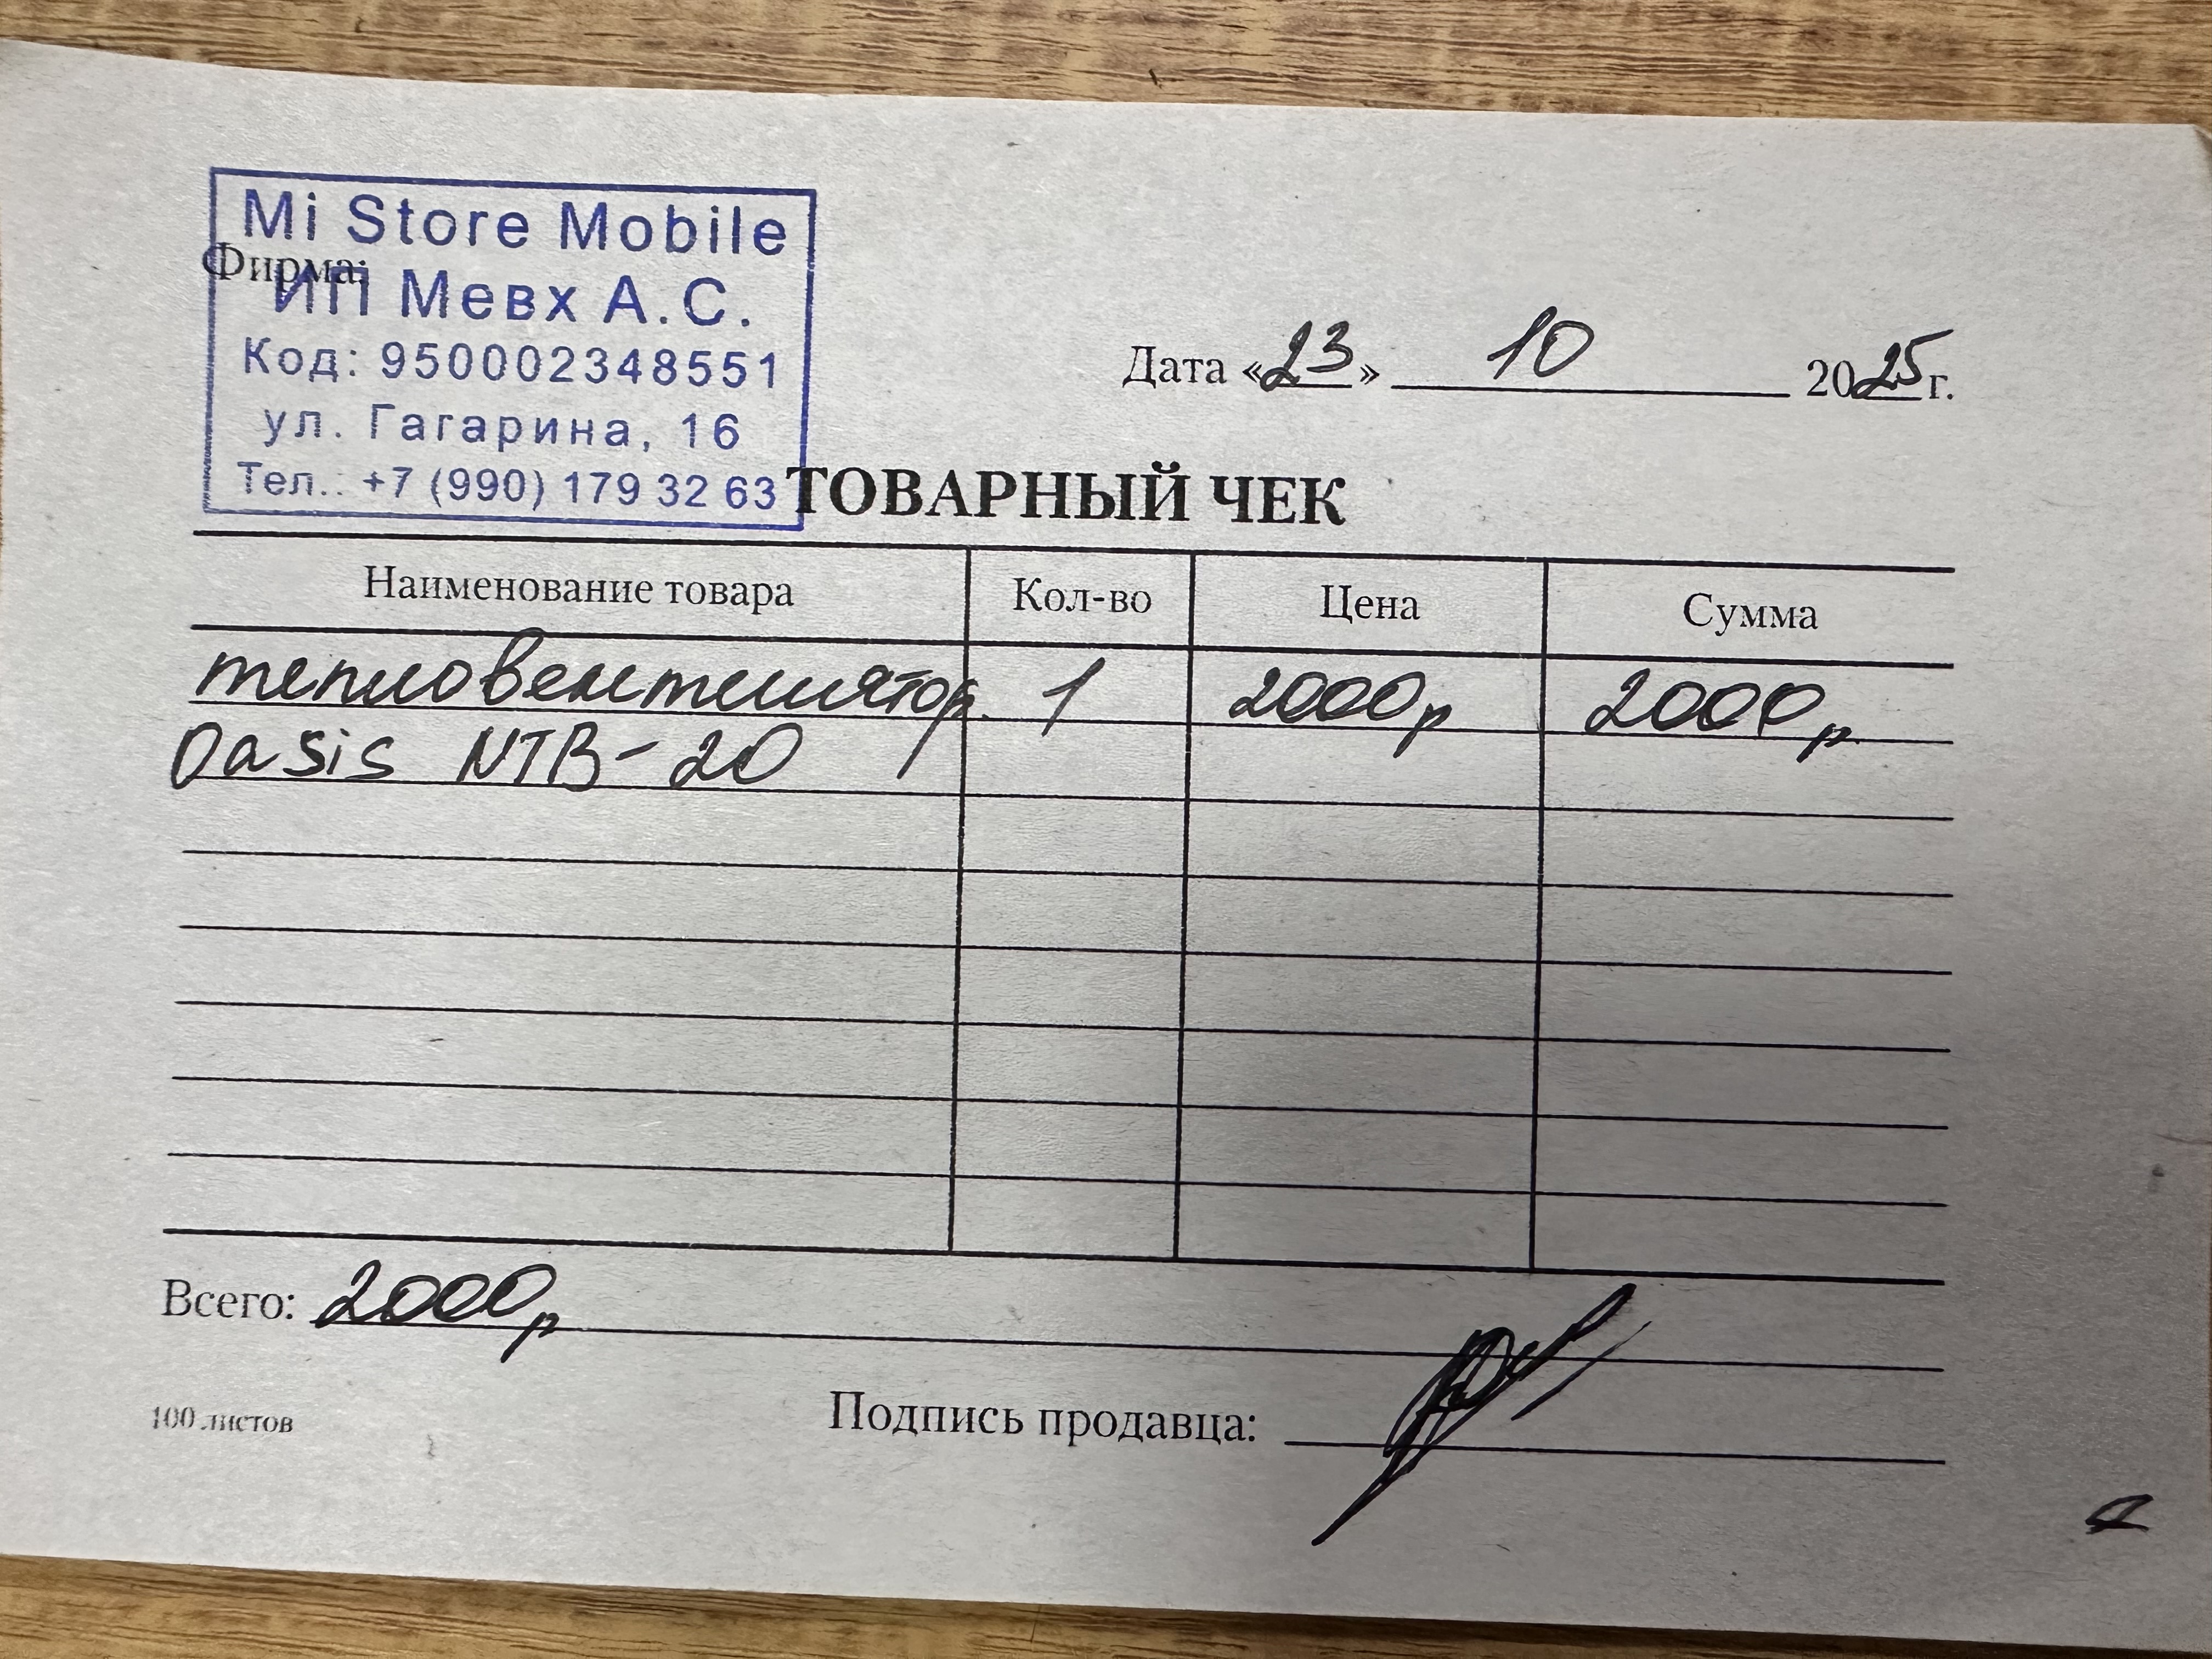 Mi Store Mobile
Фирма:
ИП Мевх А.С.
Код: 950002348551
ул. Гагарина, 16
Тел.: +7 (990) 179 32 63
Дата «23» 10 2025 г.
ТОВАРНЫЙ ЧЕК
Наименование товара Кол-во Цена Сумма
тепловентилятор 1 2000р 2000р.
Oasis NTB-20
Всего: 2000р
100 листов
Подпись продавца: